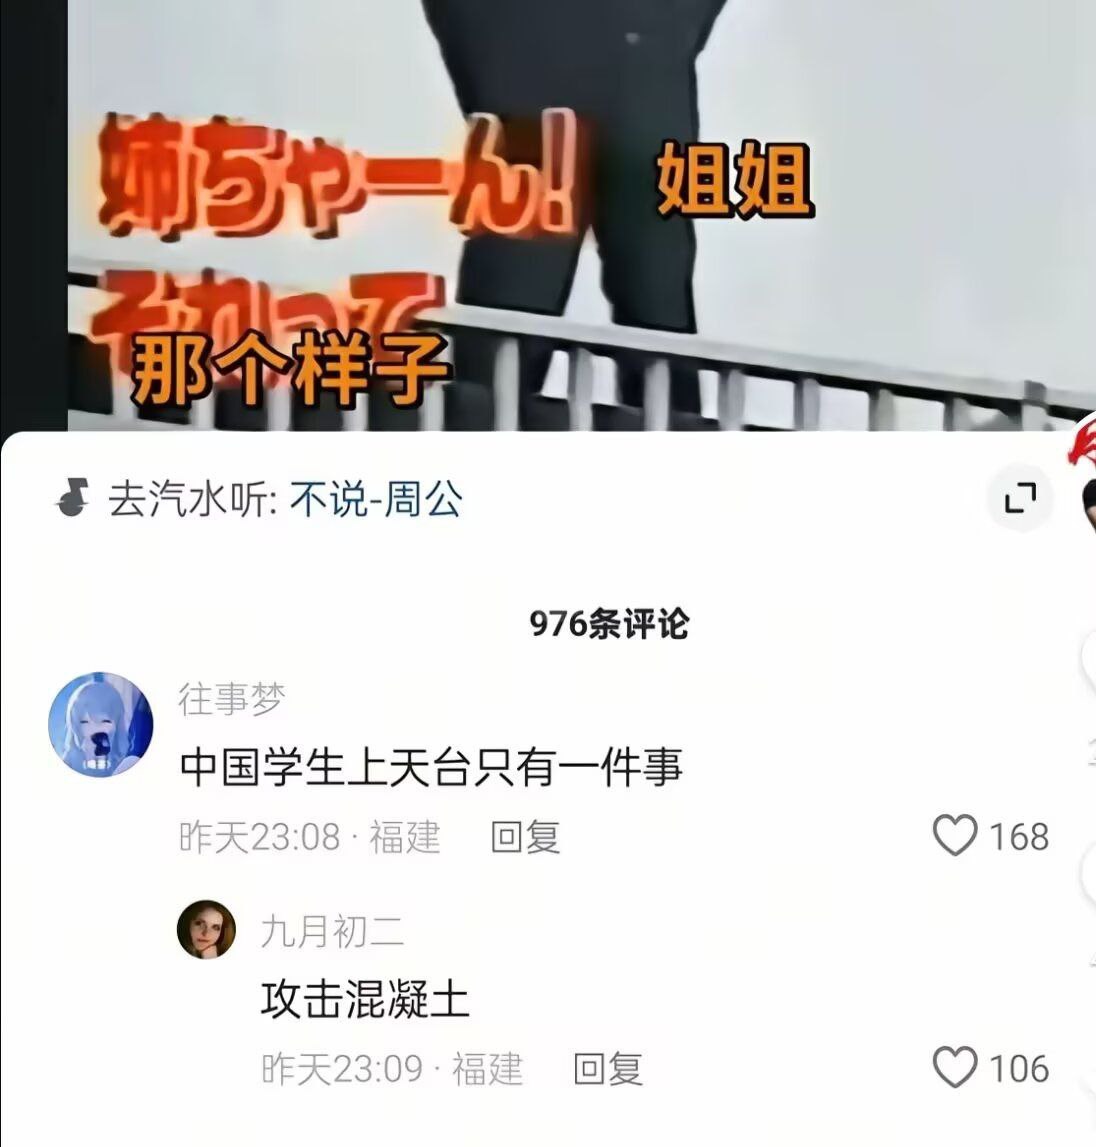 姉ちゃーん！
姐姐
それって
那个样子
去汽水听: 不说-周公
976条评论
往事梦
中国学生上天台只有一件事
昨天23:08 · 福建 回复
168
九月初二
攻击混凝土
昨天23:09 · 福建 回复
106